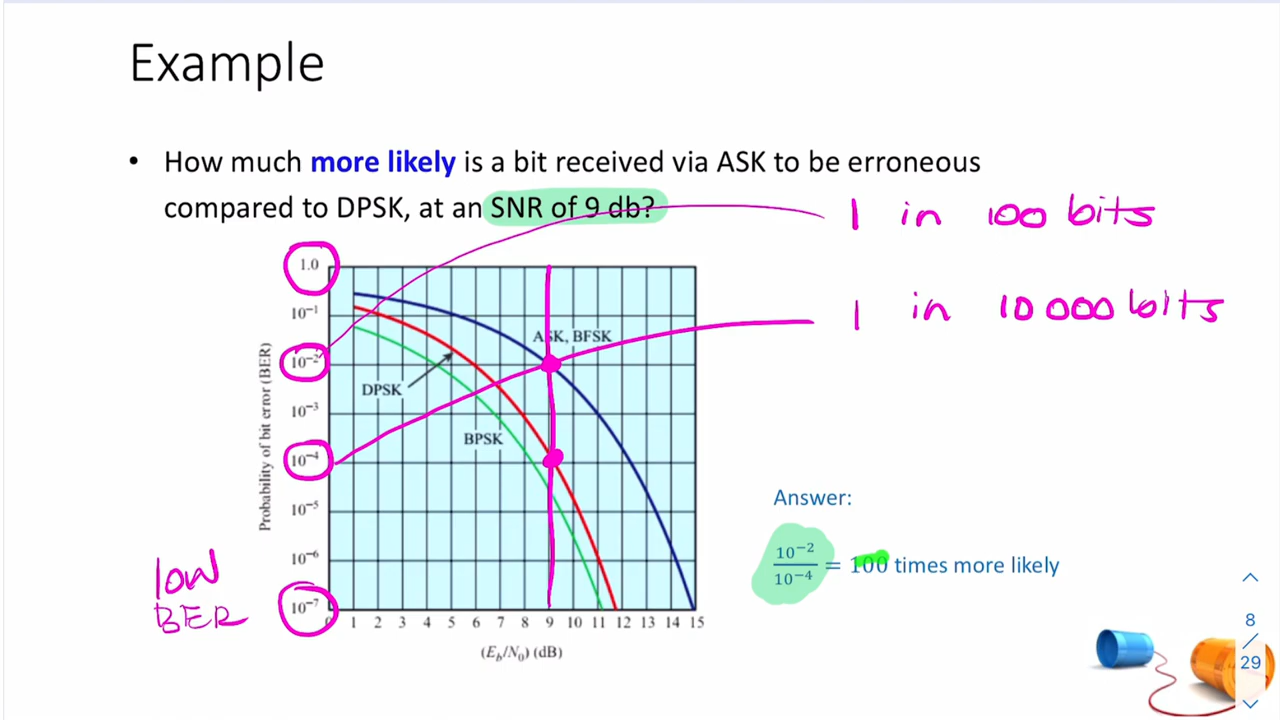 Example
• How much more likely is a bit received via ASK to be erroneous
compared to DPSK, at an SNR of 9 db?
1 in 100 bits
1 in 10000 bits
1.0
10⁻¹
10⁻²
10⁻³
10⁻⁴
10⁻⁵
10⁻⁶
10⁻⁷
Probability of bit error (BER)
ASK, BFSK
DPSK
BPSK
low
BER
0 1 2 3 4 5 6 7 8 9 10 11 12 13 14 15
(E_b/N_0) (dB)
Answer:
10⁻²/10⁻⁴ = 100 times more likely
8
/
29